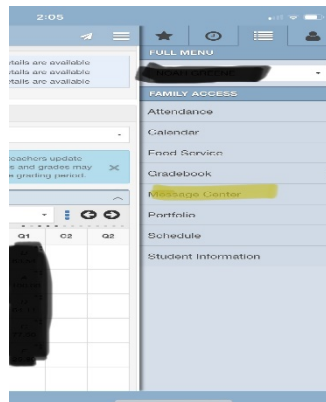 2:05
FULL MENU
FAMILY ACCESS
Attendance
Calendar
Food Service
Gradebook
Message Center
Portfolio
Schedule
Student Information
tails are available
tails are available
tails are available
eachers update
s and grades may
grading period.
Q1 C2 Q2